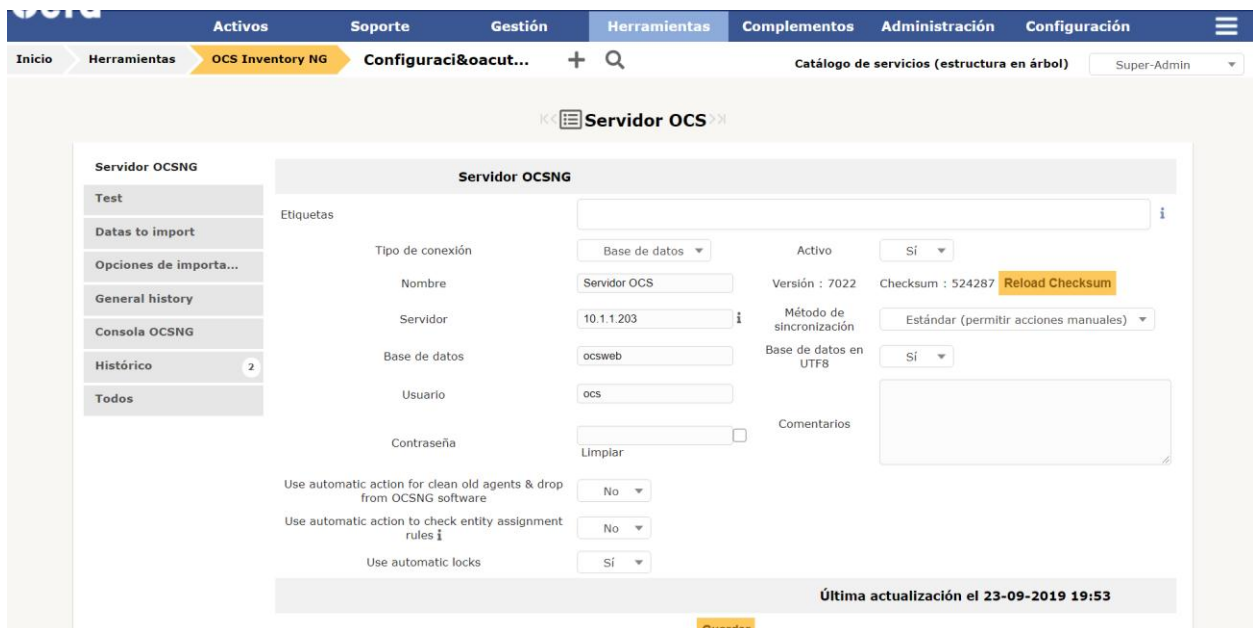 Activos Soporte Gestión Herramientas Complementos Administración Configuración
Inicio Herramientas OCS Inventory NG Configuraci&oacut... Catálogo de servicios (estructura en árbol) Super-Admin
Servidor OCS
Servidor OCSNG
Test
Datas to import
Opciones de importa...
General history
Consola OCSNG
Histórico 2
Todos
Servidor OCSNG
Etiquetas
Tipo de conexión Base de datos Activo Sí
Nombre Servidor OCS Versión : 7022 Checksum : 524287 Reload Checksum
Servidor 10.1.1.203 Método de sincronización Estándar (permitir acciones manuales)
Base de datos ocsweb Base de datos en UTF8 Sí
Usuario ocs
Comentarios
Contraseña
Limpiar
Use automatic action for clean old agents & drop
from OCSNG software No
Use automatic action to check entity assignment
rules No
Use automatic locks Sí
Última actualización el 23-09-2019 19:53